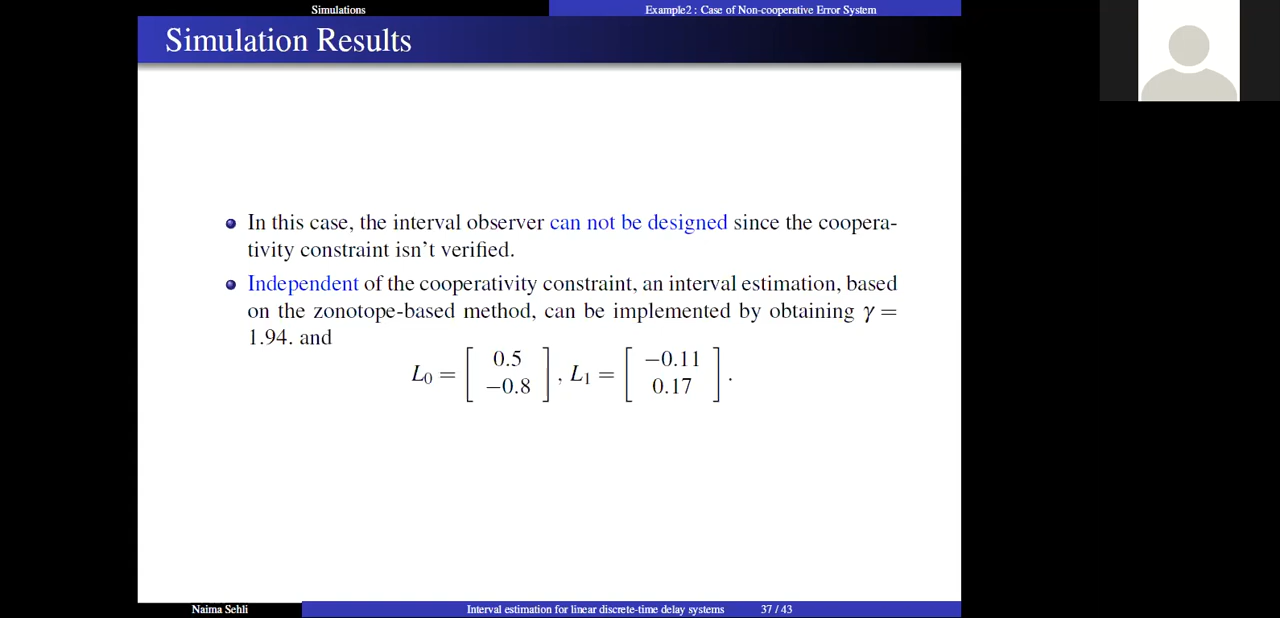 Simulations
Example2 : Case of Non-cooperative Error System
Simulation Results
In this case, the interval observer can not be designed since the coopera-
tivity constraint isn't verified.
Independent of the cooperativity constraint, an interval estimation, based
on the zonotope-based method, can be implemented by obtaining γ =
1.94. and
L0 = [ 0.5 −0.8 ] , L1 = [ −0.11 0.17 ] .
Naima Sehli
Interval estimation for linear discrete-time delay systems
37 / 43